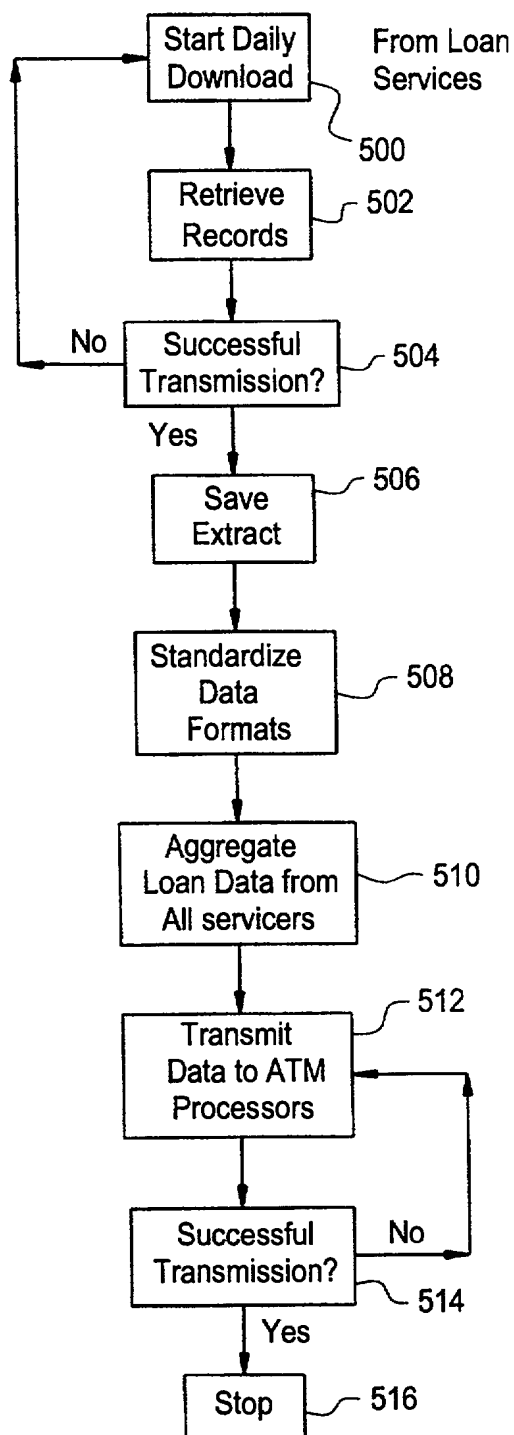 Start Daily
Download
From Loan
Services
500
Retrieve
Records
502
Successful
Transmission?
504
No
Yes
506
Save
Extract
Standardize
Data
Formats
508
Aggregate
Loan Data from
All servicers
510
512
Transmit
Data to ATM
Processors
Successful
Transmission?
No
514
Yes
Stop
516